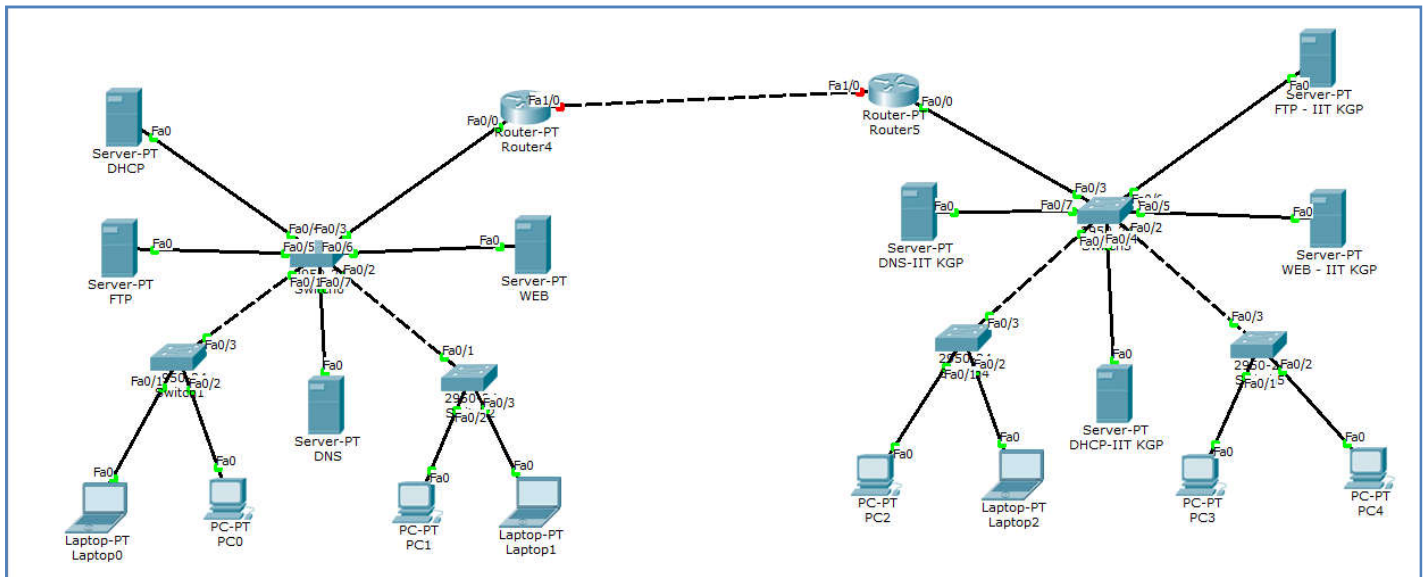 Fa0
Server-PT
DHCP
Fa0/0
Fa1/0
Router-PT
Router4
Fa1/0
Fa0/0
Router-PT
Router5
Fa0
Server-PT
FTP - IIT KGP
Fa0
Server-PT
FTP
Fa0/5
Fa0/3
Fa0/6
Fa0/2
Fa0/7
Fa0
Server-PT
WEB
Fa0
Server-PT
DNS-IIT KGP
Fa0/7
Fa0/3
Fa0/5
Fa0/2
Fa0/4
Fa0
Server-PT
WEB - IIT KGP
Fa0/3
Fa0/1
Fa0/2
Switch1
Fa0
Server-PT
DNS
Fa0/1
Fa0/3
Fa0/2
Fa0/3
Fa0/2
Fa0/1
Fa0
Server-PT
DHCP-IIT KGP
Fa0/3
Fa0/2
Fa0/1
Fa0
Laptop-PT
Laptop0
Fa0
PC-PT
PC0
Fa0
PC-PT
PC1
Fa0
Laptop-PT
Laptop1
Fa0
PC-PT
PC2
Fa0
Laptop-PT
Laptop2
Fa0
PC-PT
PC3
Fa0
PC-PT
PC4